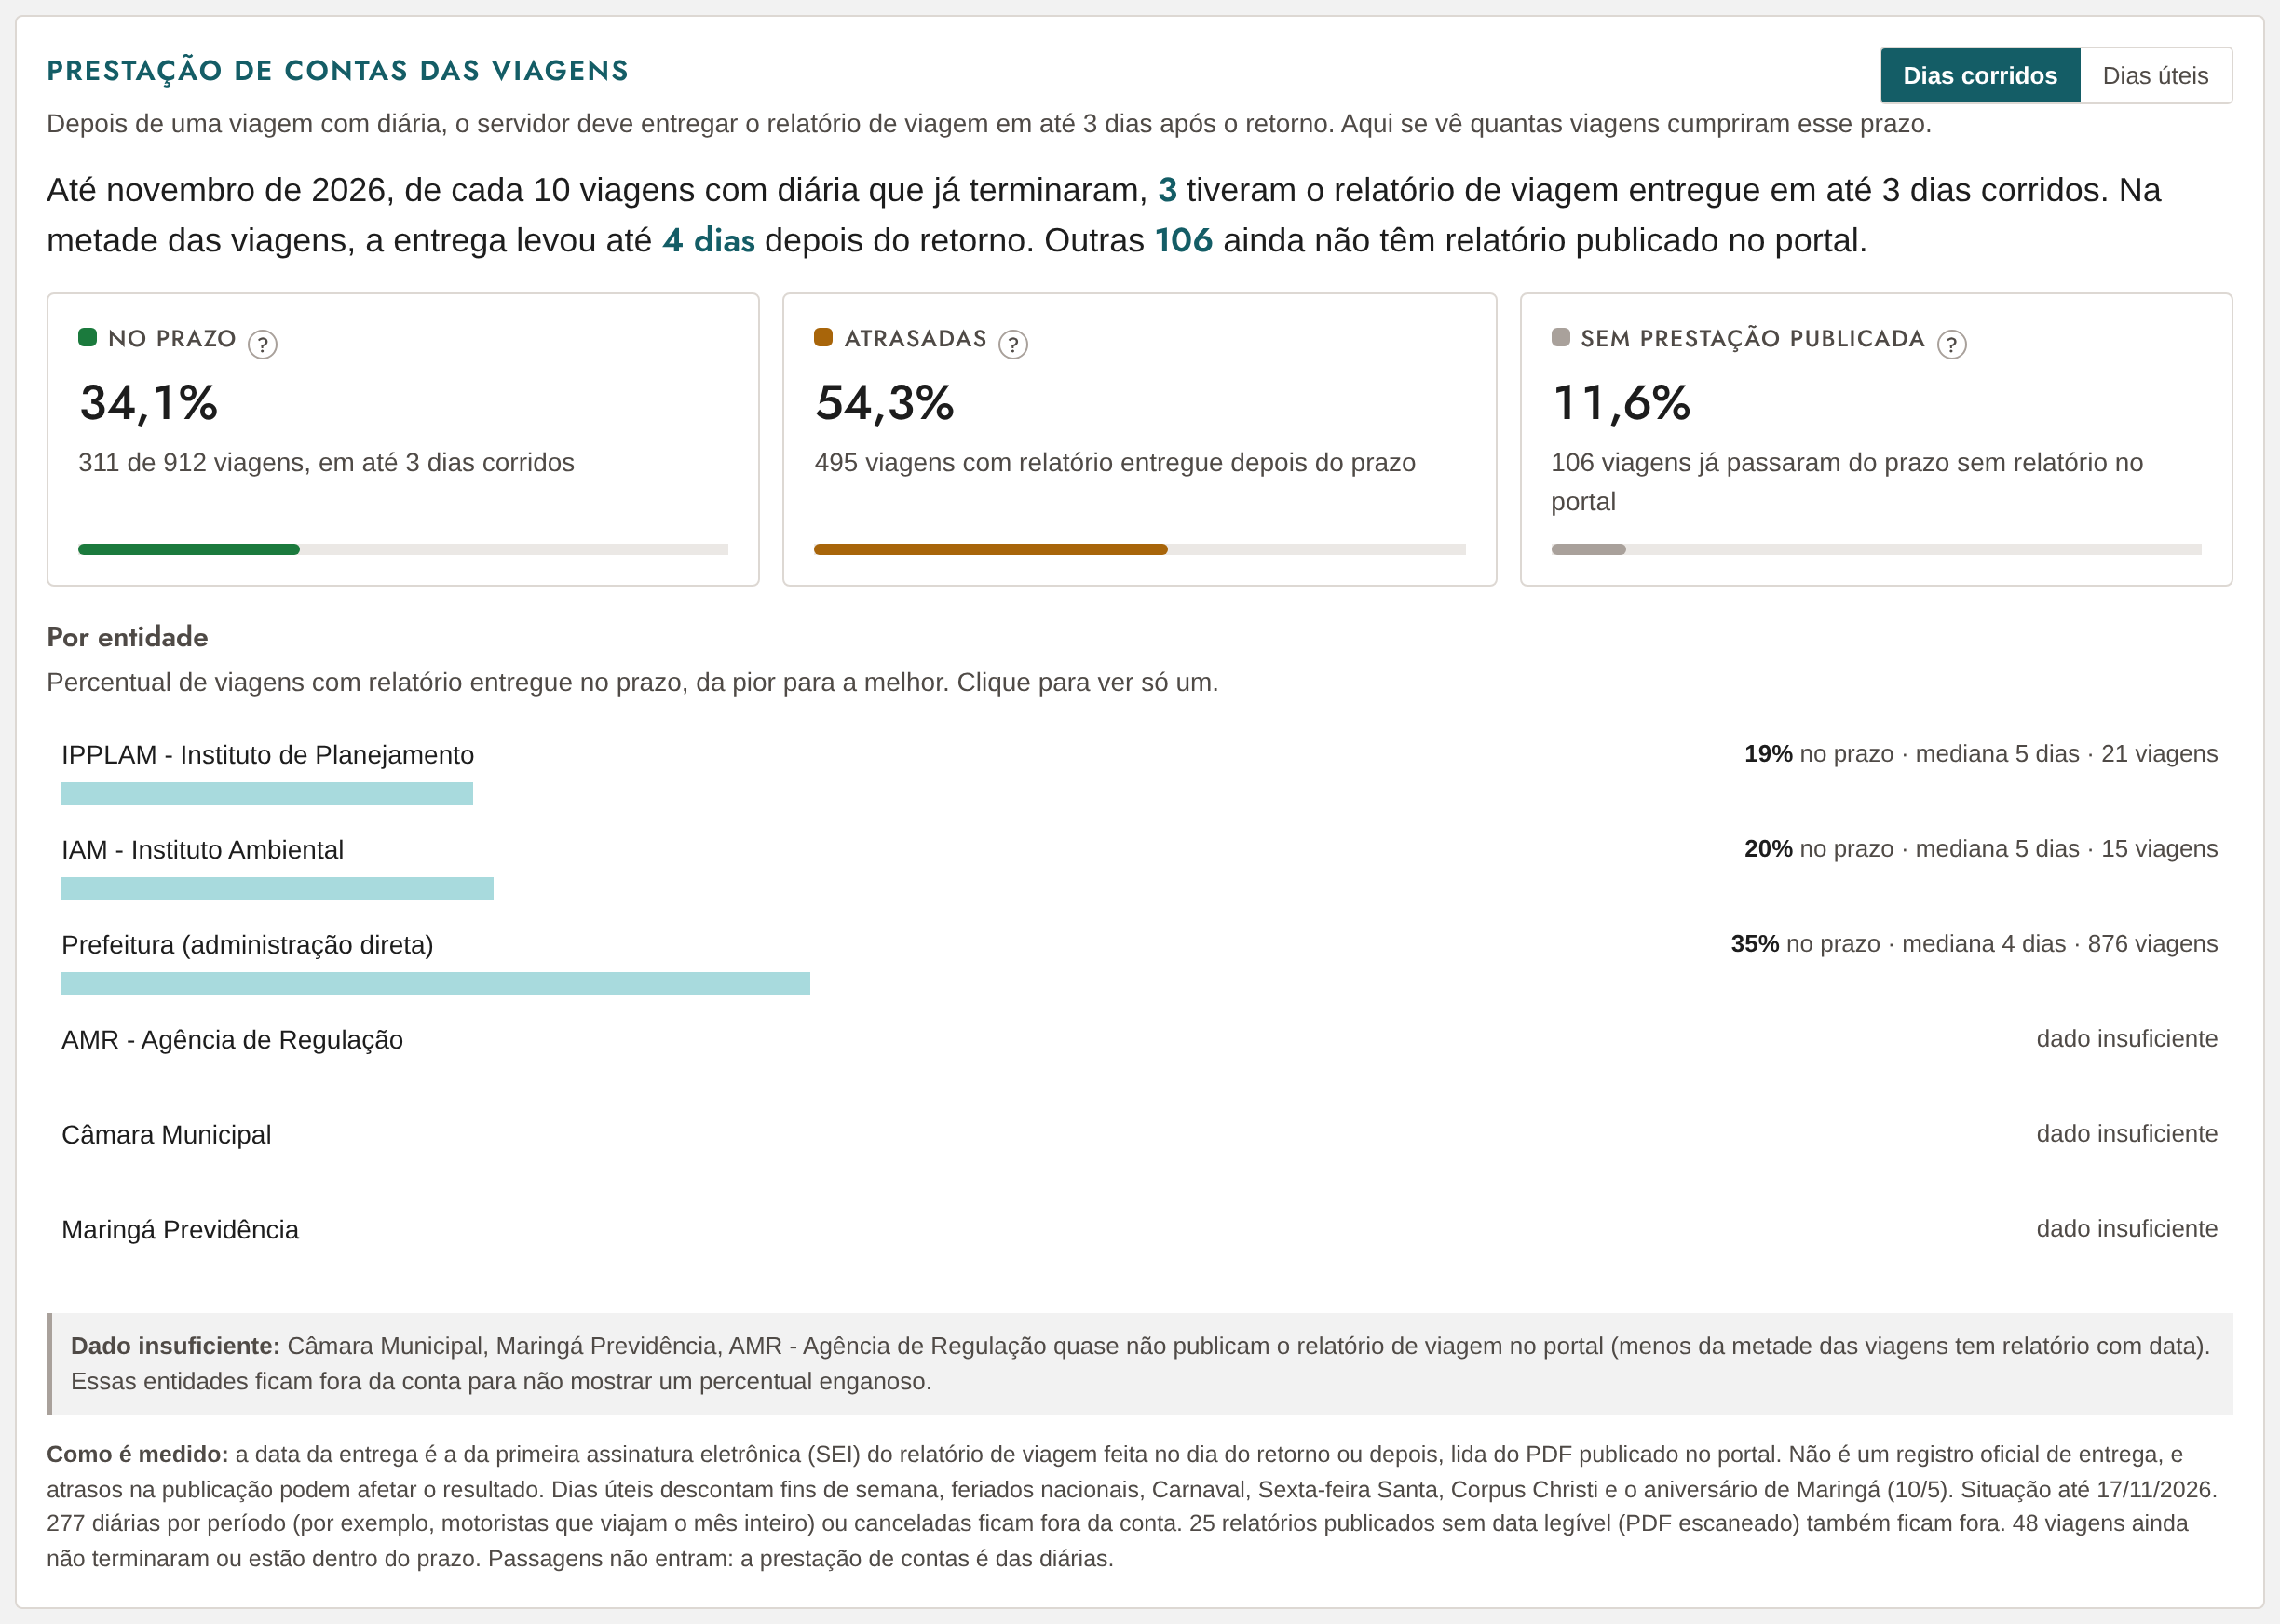 PRESTAÇÃO DE CONTAS DAS VIAGENS
Dias corridos
Dias úteis
Depois de uma viagem com diária, o servidor deve entregar o relatório de viagem em até 3 dias após o retorno. Aqui se vê quantas viagens cumpriram esse prazo.
Até novembro de 2026, de cada 10 viagens com diária que já terminaram, 3 tiveram o relatório de viagem entregue em até 3 dias corridos. Na
metade das viagens, a entrega levou até 4 dias depois do retorno. Outras 106 ainda não têm relatório publicado no portal.
NO PRAZO ?
34,1%
311 de 912 viagens, em até 3 dias corridos
ATRASADAS ?
54,3%
495 viagens com relatório entregue depois do prazo
SEM PRESTAÇÃO PUBLICADA ?
11,6%
106 viagens já passaram do prazo sem relatório no
portal
Por entidade
Percentual de viagens com relatório entregue no prazo, da pior para a melhor. Clique para ver só um.
IPPLAM - Instituto de Planejamento
19% no prazo · mediana 5 dias · 21 viagens
IAM - Instituto Ambiental
20% no prazo · mediana 5 dias · 15 viagens
Prefeitura (administração direta)
35% no prazo · mediana 4 dias · 876 viagens
AMR - Agência de Regulação
dado insuficiente
Câmara Municipal
dado insuficiente
Maringá Previdência
dado insuficiente
Dado insuficiente: Câmara Municipal, Maringá Previdência, AMR - Agência de Regulação quase não publicam o relatório de viagem no portal (menos da metade das viagens tem relatório com data).
Essas entidades ficam fora da conta para não mostrar um percentual enganoso.
Como é medido: a data da entrega é a da primeira assinatura eletrônica (SEI) do relatório de viagem feita no dia do retorno ou depois, lida do PDF publicado no portal. Não é um registro oficial de entrega, e
atrasos na publicação podem afetar o resultado. Dias úteis descontam fins de semana, feriados nacionais, Carnaval, Sexta-feira Santa, Corpus Christi e o aniversário de Maringá (10/5). Situação até 17/11/2026.
277 diárias por período (por exemplo, motoristas que viajam o mês inteiro) ou canceladas ficam fora da conta. 25 relatórios publicados sem data legível (PDF escaneado) também ficam fora. 48 viagens ainda
não terminaram ou estão dentro do prazo. Passagens não entram: a prestação de contas é das diárias.